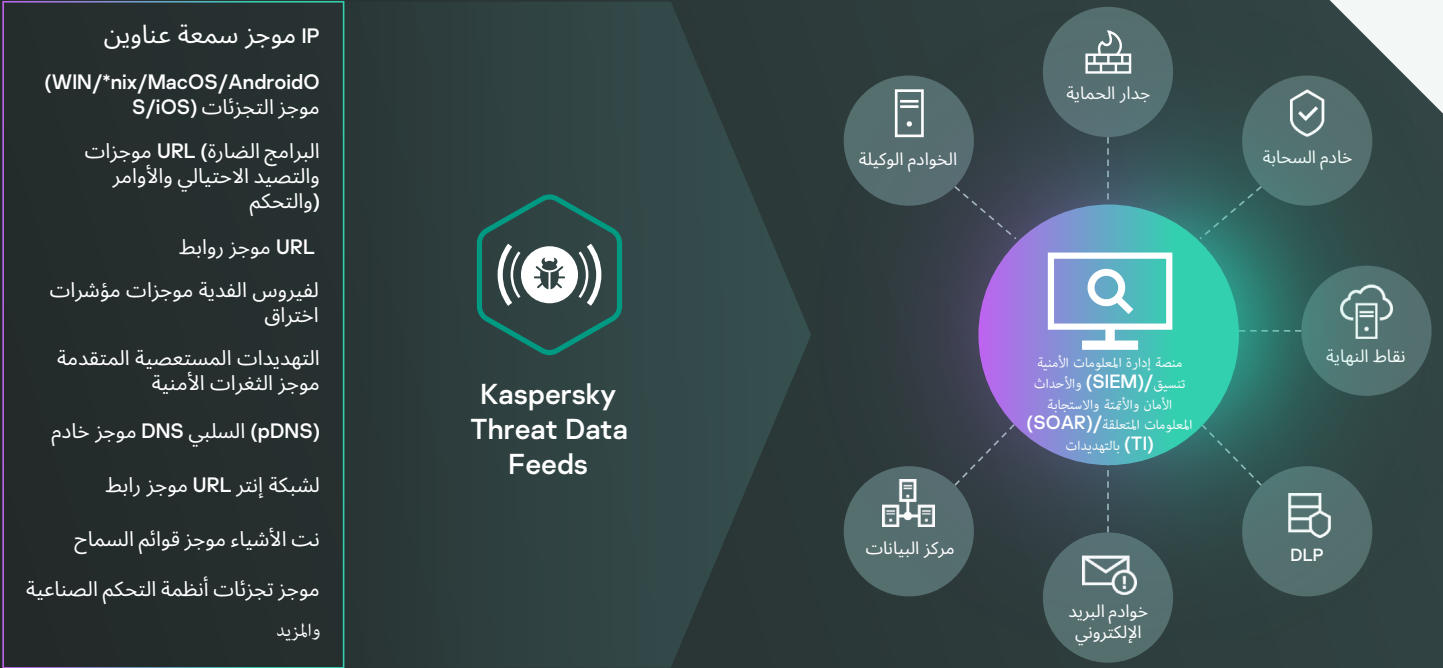 موجز سمعة عناوين IP
(WIN/*nix/MacOS/AndroidO
S/iOS) موجز التجزئات
البرامج الضارة) URL موجزات
والتصيد الاحتيالي والأوامر
(والتحكم
URL موجز روابط
لفيروس الفدية موجزات مؤشرات
اختراق
التهديدات المستعصية المتقدمة
موجز الثغرات الأمنية
(pDNS) السلبي DNS موجز خادم
لشبكة إنتر URL موجز رابط
نت الأشياء موجز قوائم السماح
موجز تجزئات أنظمة التحكم الصناعية
والمزيد
Kaspersky
Threat Data
Feeds
جدار الحماية
الخوادم الوكيلة
خادم السحابة
نقاط النهاية
منصة إدارة المعلومات الأمنية
تنسيق/(SIEM) والأحداث
الأمان والأتمتة والاستجابة
المعلومات المتعلقة/(SOAR)
(TI) بالتهديدات
مركز البيانات
DLP
خوادم البريد
الإلكتروني